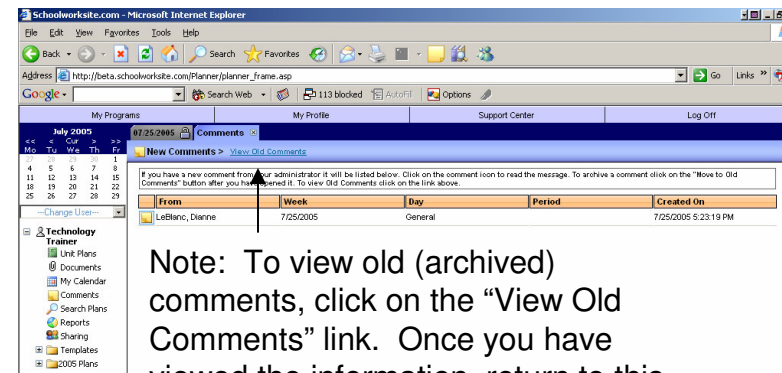 Schoolworksite.com - Microsoft Internet Explorer
File Edit View Favorites Tools Help
Back Search Favorites
Address http://beta.schoolworksite.com/Planner/planner_frame.asp Go Links »
Google Search Web 113 blocked AutoFill Options
My Programs My Profile Support Center Log Off
July 2005
<< < Cur > >>
Mo Tu We Th Fr
27 28 29 30 1
4 5 6 7 8
11 12 13 14 15
18 19 20 21 22
25 26 27 28 29
---Change User---
Technology
Trainer
Unit Plans
Documents
My Calendar
Comments
Search Plans
Reports
Sharing
Templates
2005 Plans
07/25/2005 Comments
New Comments > View Old Comments
If you have a new comment from your administrator it will be listed below. Click on the comment icon to read the message. To archive a comment click on the "Move to Old
Comments" button after you have opened it. To view Old Comments click on the link above.
From Week Day Period Created On
LeBlanc, Dianne 7/25/2005 General 7/25/2005 5:23:19 PM
Note: To view old (archived)
comments, click on the “View Old
Comments” link. Once you have
viewed the information, return to this